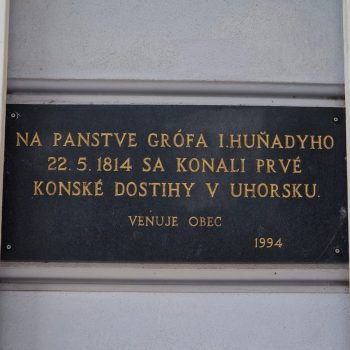 NA PANSTVE GRÓFA I.HUŇADYHO
22.5.1814 SA KONALI PRVÉ
KONSKÉ DOSTIHY V UHORSKU.
VENUJE OBEC
1994